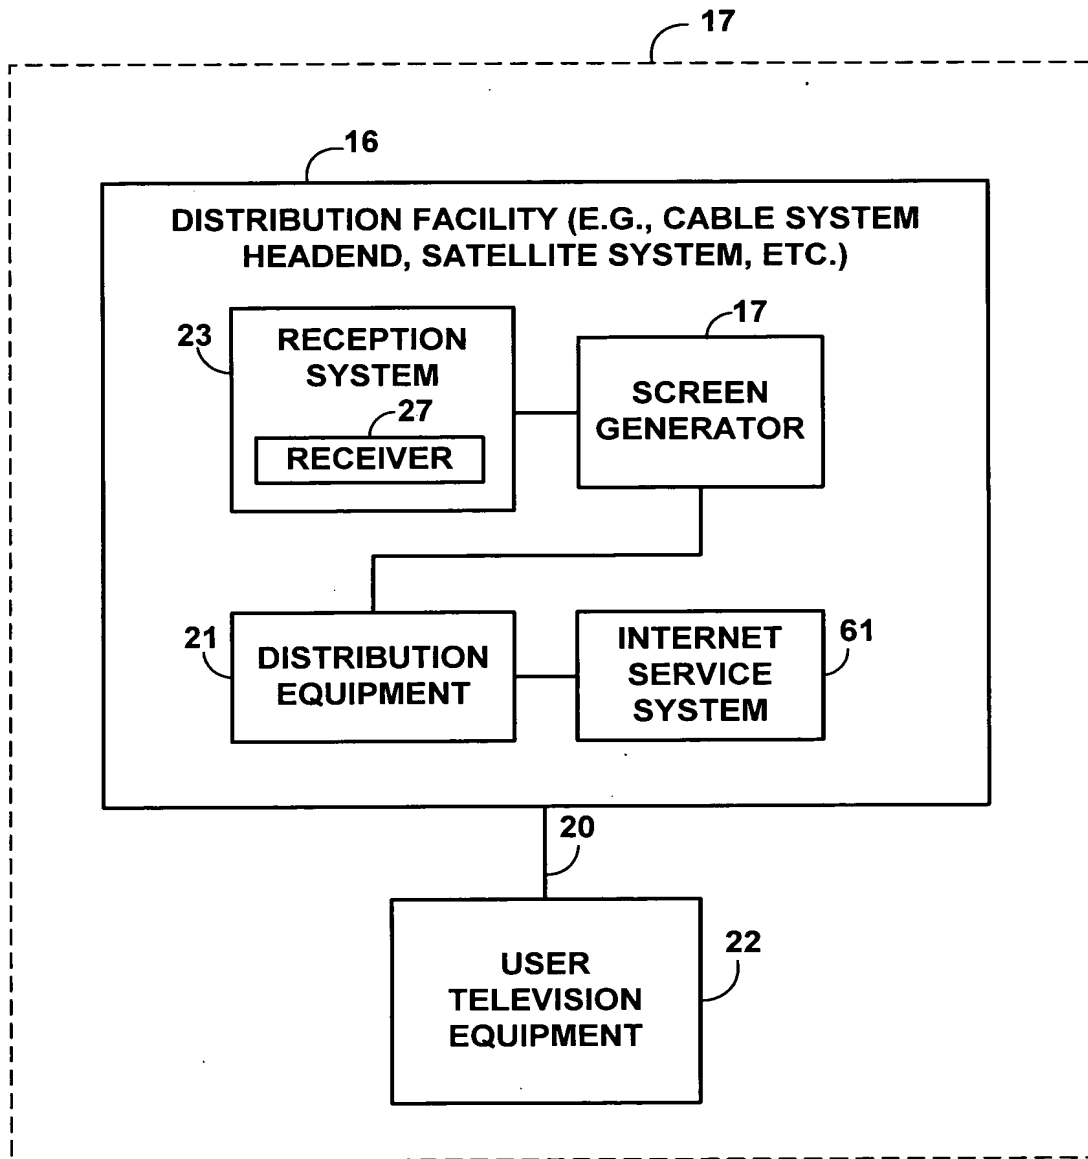 17
16
DISTRIBUTION FACILITY (E.G., CABLE SYSTEM
HEADEND, SATELLITE SYSTEM, ETC.)
23
RECEPTION
SYSTEM
27
RECEIVER
17
SCREEN
GENERATOR
21
DISTRIBUTION
EQUIPMENT
INTERNET
SERVICE
SYSTEM
61
20
USER
TELEVISION
EQUIPMENT
22